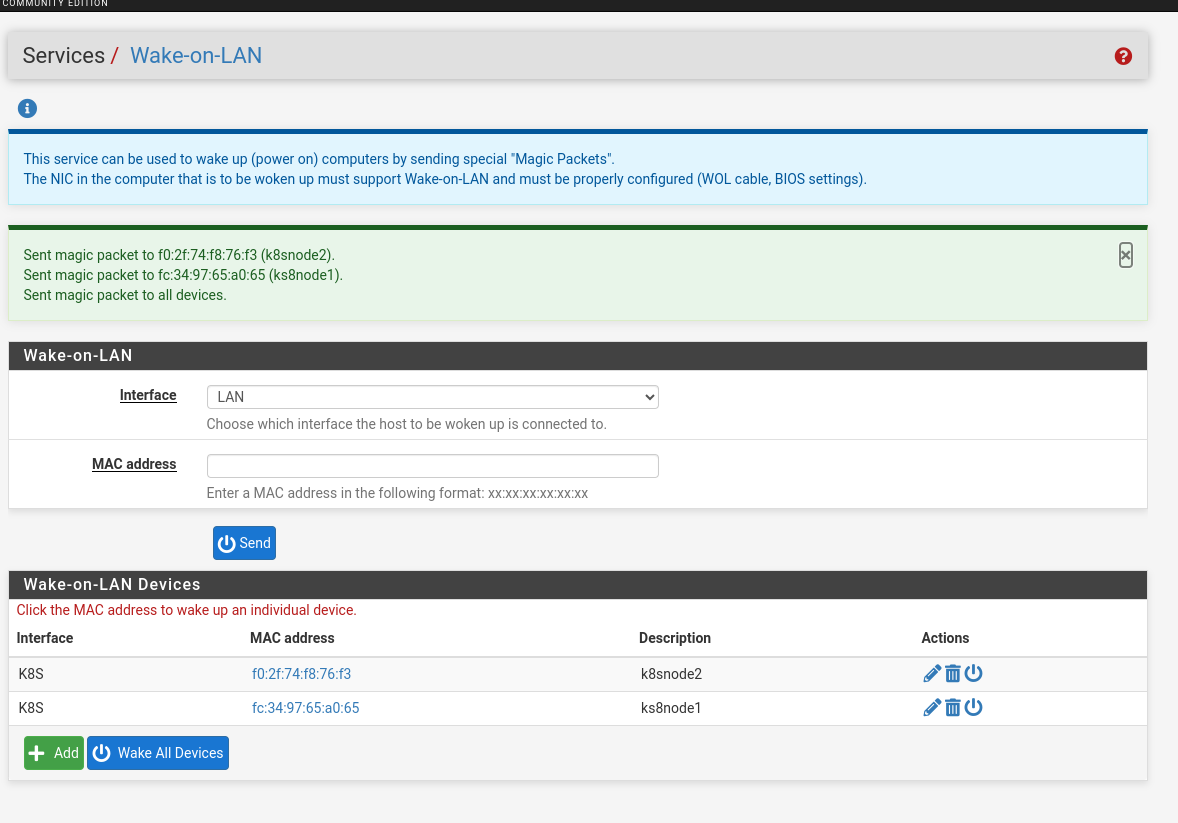 COMMUNITY EDITION
Services / Wake-on-LAN
This service can be used to wake up (power on) computers by sending special "Magic Packets".
The NIC in the computer that is to be woken up must support Wake-on-LAN and must be properly configured (WOL cable, BIOS settings).
Sent magic packet to f0:2f:74:f8:76:f3 (k8snode2).
Sent magic packet to fc:34:97:65:a0:65 (ks8node1).
Sent magic packet to all devices.
Wake-on-LAN
Interface LAN
Choose which interface the host to be woken up is connected to.
MAC address
Enter a MAC address in the following format: xx:xx:xx:xx:xx:xx
Send
Wake-on-LAN Devices
Click the MAC address to wake up an individual device.
Interface MAC address Description Actions
K8S f0:2f:74:f8:76:f3 k8snode2
K8S fc:34:97:65:a0:65 ks8node1
Add Wake All Devices